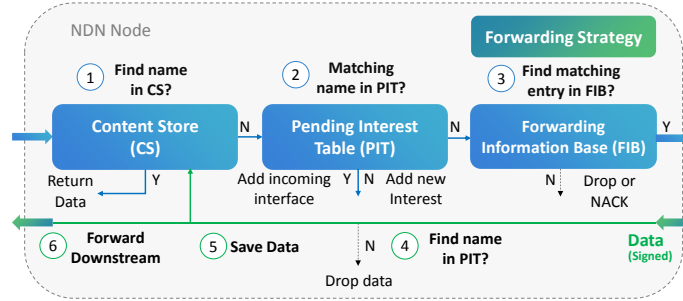 NDN Node
Forwarding Strategy
1 Find name
in CS?
2 Matching
name in PIT?
3 Find matching
entry in FIB?
Content Store
(CS)
N
Pending Interest
Table (PIT)
N
Forwarding
Information Base (FIB)
Y
Return
Data
Y
Add incoming
interface
Y N
Add new
Interest
N
Drop or
NACK
6 Forward
Downstream
5 Save Data
N
Drop data
4 Find name
in PIT?
Data
(Signed)